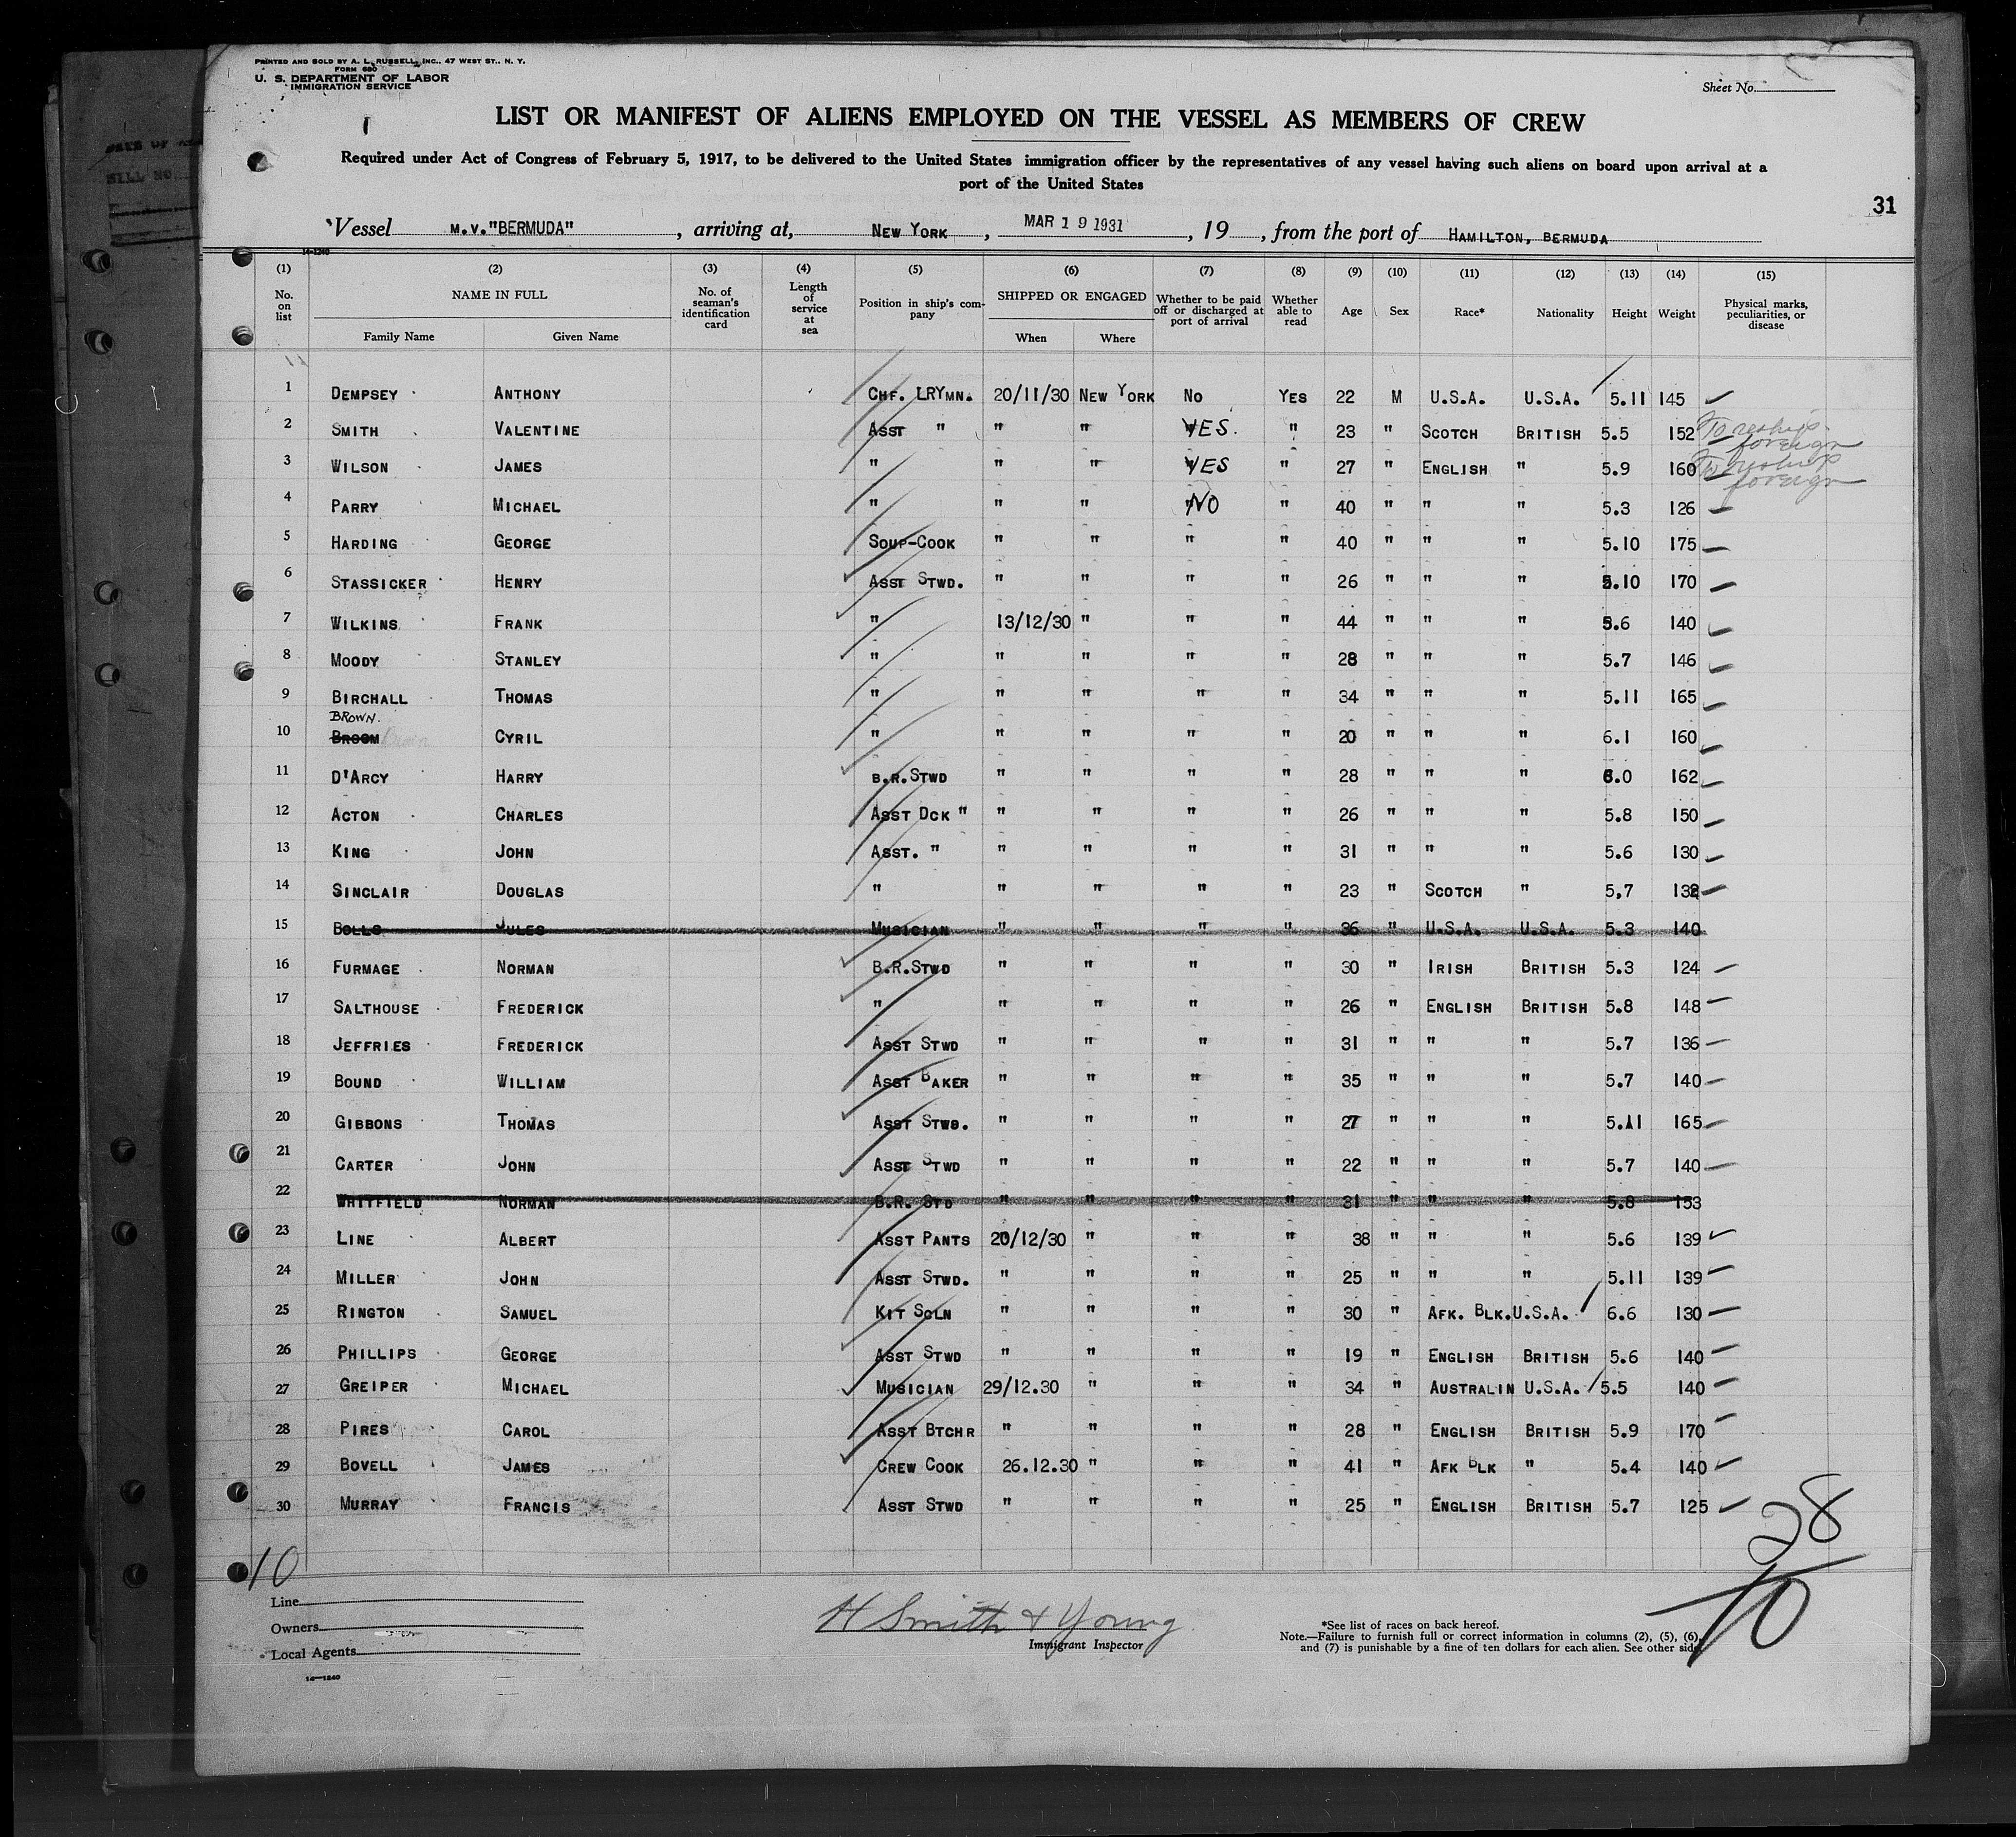 PRINTED AND SOLD BY A. L. RUSSELL, INC., 47 WEST ST., N. Y.
FORM 680
U. S. DEPARTMENT OF LABOR
IMMIGRATION SERVICE
Sheet No.
LIST OR MANIFEST OF ALIENS EMPLOYED ON THE VESSEL AS MEMBERS OF CREW
Required under Act of Congress of February 5, 1917, to be delivered to the United States immigration officer by the representatives of any vessel having such aliens on board upon arrival at a
port of the United States
31
Vessel M.V."BERMUDA", arriving at, NEW YORK, MAR 19 1931, 19, from the port of HAMILTON, BERMUDA
14-1240
(1) (2) (3) (4) (5) (6) (7) (8) (9) (10) (11) (12) (13) (14) (15)
No. on list NAME IN FULL Family Name Given Name No. of seaman's identification card Length of service at sea Position in ship's company SHIPPED OR ENGAGED When Where Whether to be paid off or discharged at port of arrival Whether able to read Age Sex Race* Nationality Height Weight Physical marks, peculiarities, or disease
1 DEMPSEY ANTHONY CHF. LRYMN. 20/11/30 NEW YORK NO YES 22 M U.S.A. U.S.A. 5.11 145
2 SMITH VALENTINE ASST " " " YES. " 23 " SCOTCH BRITISH 5.5 152 To reship foreign
3 WILSON JAMES " " " YES " 27 " ENGLISH " 5.9 160 To reship foreign
4 PARRY MICHAEL " " " NO " 40 " " " 5.3 126
5 HARDING GEORGE SOUP-COOK " " " " 40 " " " 5.10 175
6 STASSICKER HENRY ASST STWD. " " " " 26 " " " 5.10 170
7 WILKINS FRANK " 13/12/30 " " " 44 " " " 5.6 140
8 MOODY STANLEY " " " " " 28 " " " 5.7 146
9 BIRCHALL THOMAS " " " " " 34 " " " 5.11 165
BROWN.
10 BROOM CYRIL " " " " " 20 " " " 6.1 160
11 D'ARCY HARRY B.R.STWD " " " " 28 " " " 6.0 162
12 ACTON CHARLES ASST DCK " " " " " 26 " " " 5.8 150
13 KING JOHN ASST. " " " " " 31 " " " 5.6 130
14 SINCLAIR DOUGLAS " " " " " 23 " SCOTCH " 5,7 138
15 BOLLS JULES MUSICIAN " " " " 36 " U.S.A. U.S.A. 5.3 140
16 FURMAGE NORMAN B.R.STWD " " " " 30 " IRISH BRITISH 5.3 124
17 SALTHOUSE FREDERICK " " " " " 26 " ENGLISH BRITISH 5.8 148
18 JEFFRIES FREDERICK ASST STWD " " " " 31 " " " 5.7 136
19 BOUND WILLIAM ASST BAKER " " " " 35 " " " 5.7 140
20 GIBBONS THOMAS ASST STWS. " " " " 27 " " " 5.11 165
21 CARTER JOHN ASST STWD " " " " 22 " " " 5.7 140
22 WHITFIELD NORMAN B.R. STD " " " " 31 " " " 5.8 153
23 LINE ALBERT ASST PANTS 20/12/30 " " " 38 " " " 5.6 139
24 MILLER JOHN ASST STWD. " " " " 25 " " " 5.11 139
25 RINGTON SAMUEL KIT SCLN " " " " 30 " AFK. BLK. U.S.A. 6.6 130
26 PHILLIPS GEORGE ASST STWD " " " " 19 " ENGLISH BRITISH 5.6 140
27 GREIPER MICHAEL MUSICIAN 29/12.30 " " " 34 " AUSTRALIN U.S.A. 5.5 140
28 PIRES CAROL ASST BTCHR " " " " 28 " ENGLISH BRITISH 5.9 170
29 BOVELL JAMES CREW COOK 26.12.30 " " " 41 " AFK BLK " 5.4 140
30 MURRAY FRANCIS ASST STWD " " " " 25 " ENGLISH BRITISH 5.7 125
28
10
10
Line
Owners
Local Agents
14-1240
H Smith & Young
Immigrant Inspector
*See list of races on back hereof.
Note.—Failure to furnish full or correct information in columns (2), (5), (6),
and (7) is punishable by a fine of ten dollars for each alien. See other side.